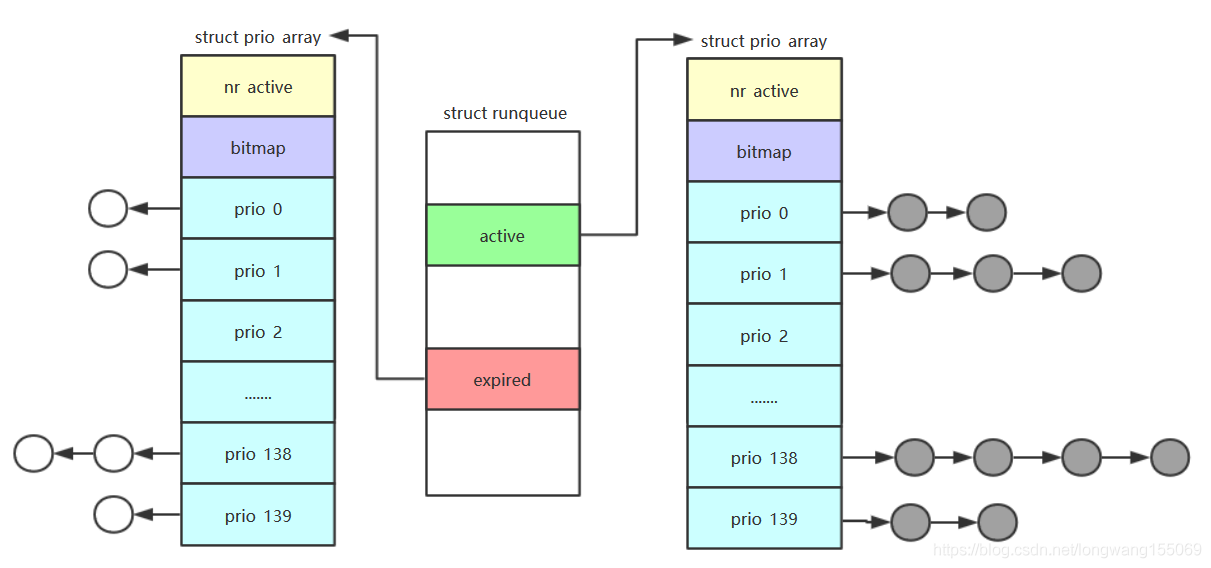 struct prio array
nr active
bitmap
prio 0
prio 1
prio 2
.......
prio 138
prio 139
struct runqueue
active
expired
struct prio array
nr active
bitmap
prio 0
prio 1
prio 2
.......
prio 138
prio 139
https://blog.csdn.net/longwang155069